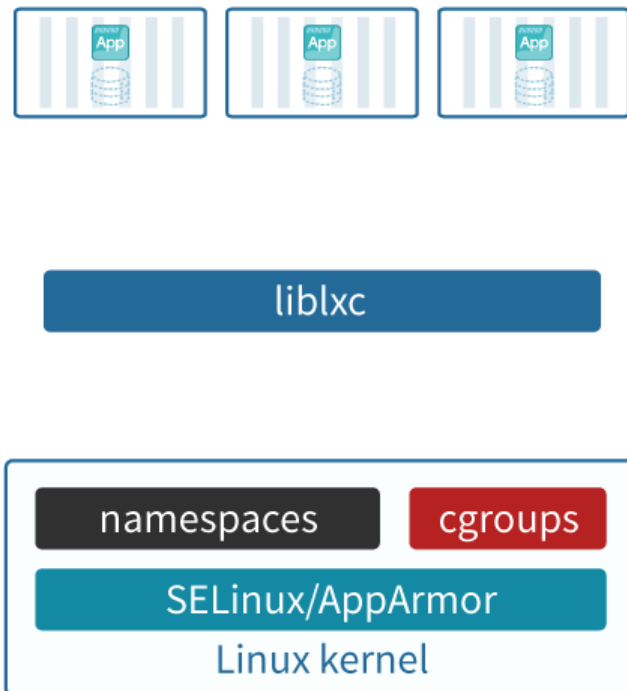 App
App
App
liblxc
namespaces
cgroups
SELinux/AppArmor
Linux kernel